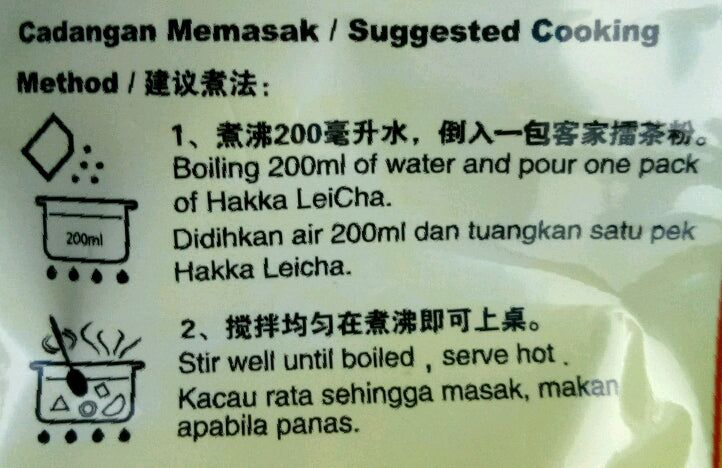 Cadangan Memasak / Suggested Cooking
Method / 建议煮法：
1、煮沸200毫升水，倒入一包客家擂茶粉。
Boiling 200ml of water and pour one pack
of Hakka LeiCha.
Didihkan air 200ml dan tuangkan satu pek
Hakka Leicha.
200ml
2、搅拌均匀在煮沸即可上桌。
Stir well until boiled , serve hot .
Kacau rata sehingga masak, makan
apabila panas.